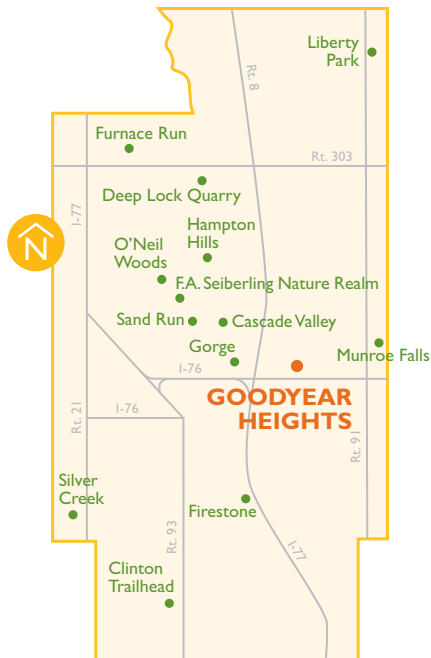 Liberty
Park
Rt. 8
Furnace Run
Rt. 303
Deep Lock Quarry
I-77
Hampton
Hills
N
O'Neil
Woods
F.A. Seiberling Nature Realm
Sand Run
Cascade Valley
Gorge
Munroe Falls
I-76
GOODYEAR
HEIGHTS
I-76
Rt. 21
Rt. 91
Silver
Creek
Firestone
Rt. 93
I-77
Clinton
Trailhead